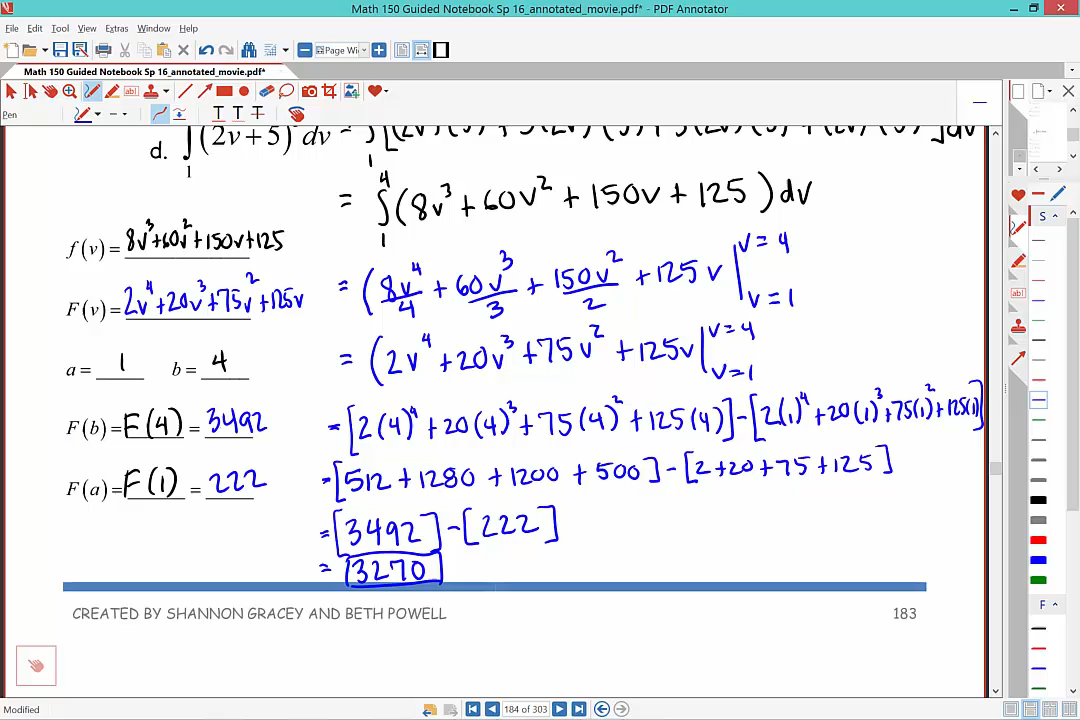 Math 150 Guided Notebook Sp 16_annotated_movie.pdf* - PDF Annotator
File Edit Tool View Extras Window Help
Page Wi
Math 150 Guided Notebook Sp 16_annotated_movie.pdf*
Pen
d. ∫₁ (2v + 5) dv = ∫₁
= ∫₁⁴ (8v³ + 60v² + 150v + 125) dv
f(v) = 8v³+60v²+150v+125
= (8v⁴/4 + 60v³/3 + 150v²/2 + 125v |v=4 v=1
F(v) = 2v⁴+20v³+75v²+125v
= (2v⁴ + 20v³ + 75v² + 125v |v=4 v=1
a = 1 b = 4
F(b) = F(4) = 3492
= [2(4)⁴ + 20(4)³ + 75(4)² + 125(4)] - [2(1)⁴ + 20(1)³ + 75(1)² + 125(1)]
F(a) = F(1) = 222
= [512 + 1280 + 1200 + 500] - [2+20+75+125]
= [3492] - [222]
= 3270
CREATED BY SHANNON GRACEY AND BETH POWELL 183
S
F
Modified
184 of 303